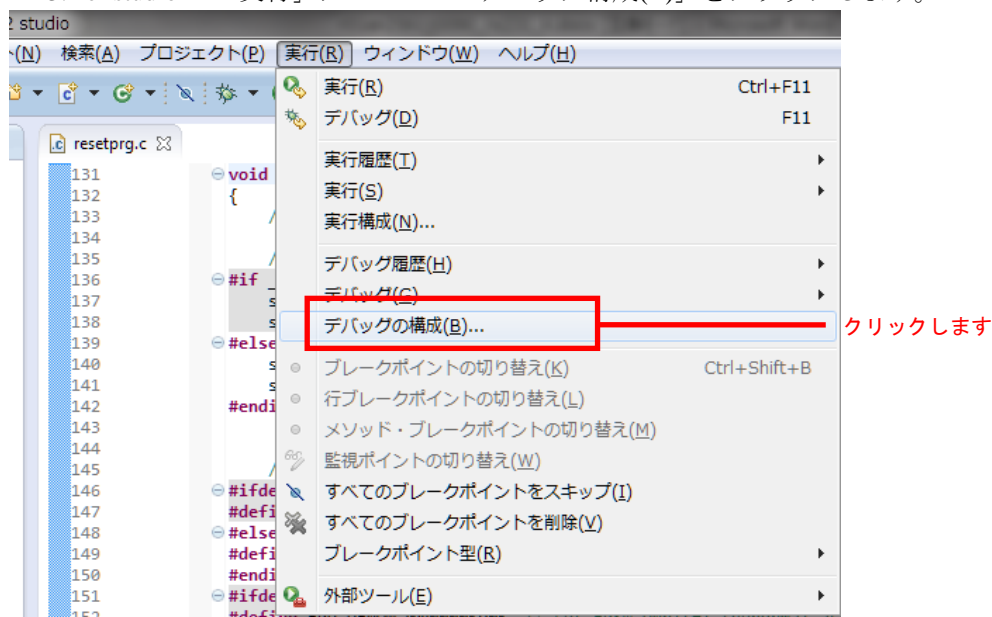 2 studio
(N) 検索(A) プロジェクト(P) 実行(R) ウィンドウ(W) ヘルプ(H)
実行(R) Ctrl+F11
デバッグ(D) F11
resetprg.c
実行履歴(T)
実行(S)
実行構成(N)...
デバッグ履歴(H)
デバッグ(G)
デバッグの構成(B)...
クリックします
ブレークポイントの切り替え(K) Ctrl+Shift+B
行ブレークポイントの切り替え(L)
メソッド・ブレークポイントの切り替え(M)
監視ポイントの切り替え(W)
すべてのブレークポイントをスキップ(I)
すべてのブレークポイントを削除(V)
ブレークポイント型(R)
外部ツール(E)
131 void
132 {
133 /
134
135 /
136 #if _
137 s
138 s
139 #else
140 s
141 s
142 #endi
143
144
145 /
146 #ifde
147 #defi
148 #else
149 #defi
150 #endi
151 #ifde
152